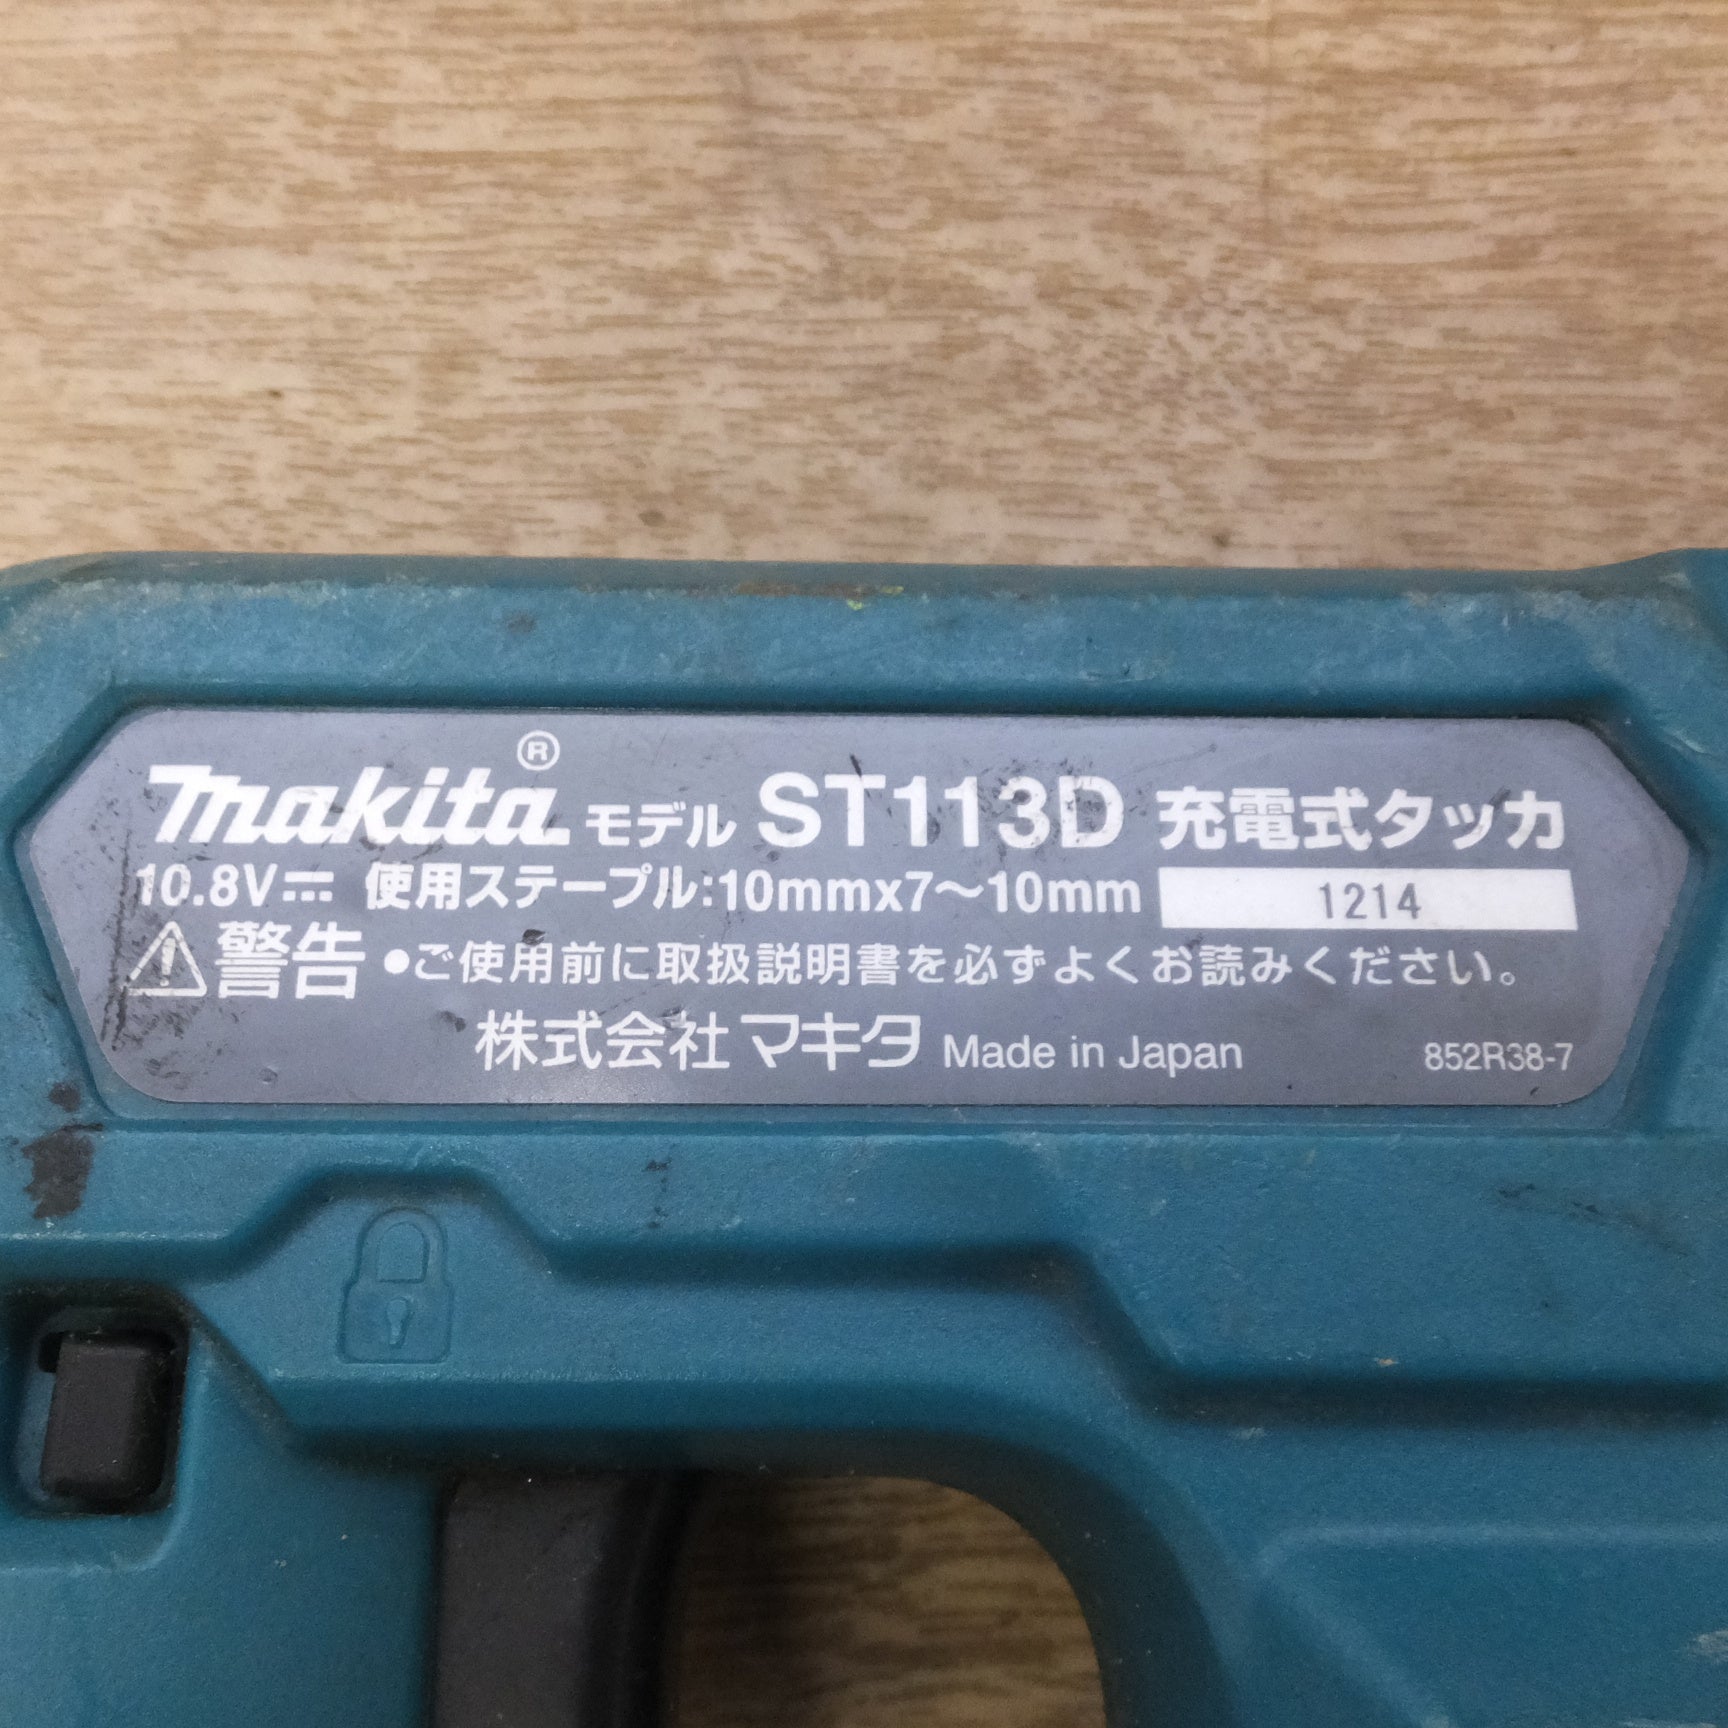 makita® モデル ST113D 充電式タッカ
10.8V⎓ 使用ステープル:10mmx7〜10mm 1214
⚠警告 •ご使用前に取扱説明書を必ずよくお読みください。
株式会社マキタ Made in Japan 852R38-7